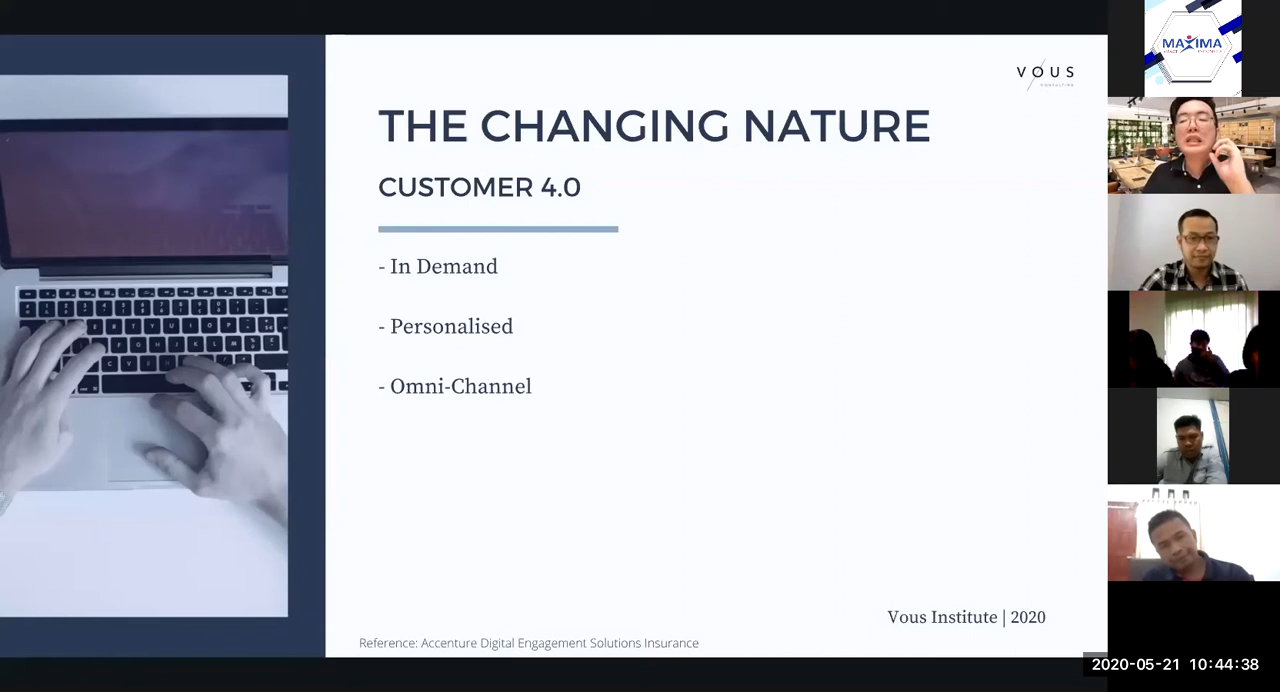 VOUS
CONSULTING
THE CHANGING NATURE
CUSTOMER 4.0
- In Demand
- Personalised
- Omni-Channel
Vous Institute | 2020
Reference: Accenture Digital Engagement Solutions Insurance
MAXIMA
2020-05-21 10:44:38